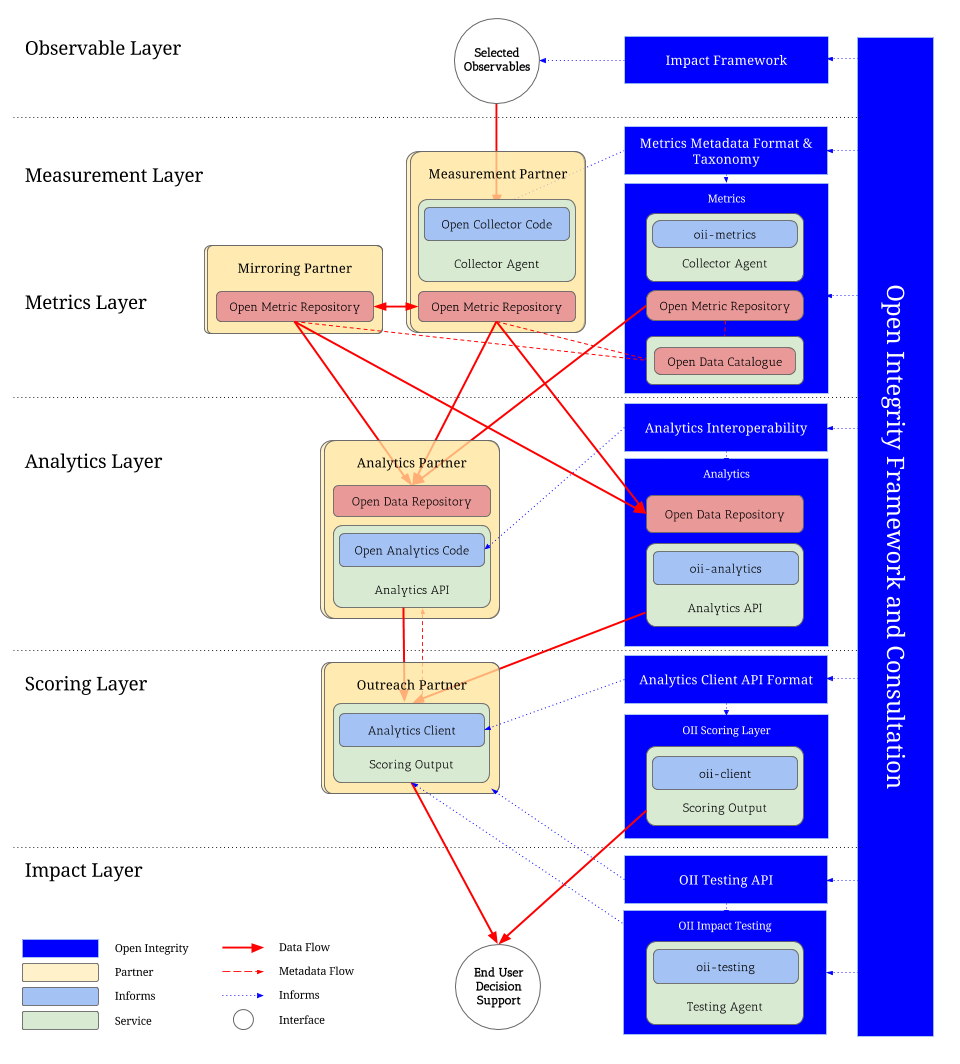 Observable Layer
Selected
Observables
Impact Framework
Measurement Layer
Measurement Partner
Open Collector Code
Collector Agent
Metrics Metadata Format &
Taxonomy
Metrics
oii-metrics
Collector Agent
Metrics Layer
Mirroring Partner
Open Metric Repository
Open Metric Repository
Open Metric Repository
Open Data Catalogue
Analytics Layer
Analytics Partner
Open Data Repository
Open Analytics Code
Analytics API
Analytics Interoperability
Analytics
Open Data Repository
oii-analytics
Analytics API
Scoring Layer
Outreach Partner
Analytics Client
Scoring Output
Analytics Client API Format
OII Scoring Layer
oii-client
Scoring Output
Impact Layer
OII Testing API
OII Impact Testing
oii-testing
Testing Agent
End User
Decision
Support
Open Integrity Framework and Consultation
Open Integrity
Partner
Informs
Service
Data Flow
Metadata Flow
Informs
Interface